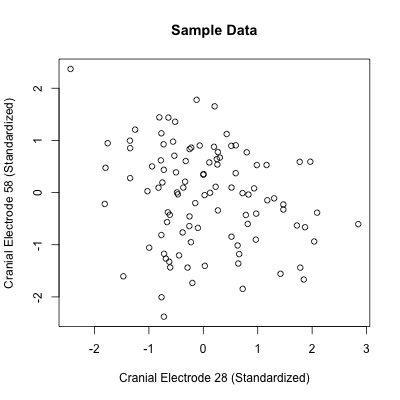 Sample Data
Cranial Electrode 58 (Standardized)
2
1
0
-1
-2
-2 -1 0 1 2 3
Cranial Electrode 28 (Standardized)